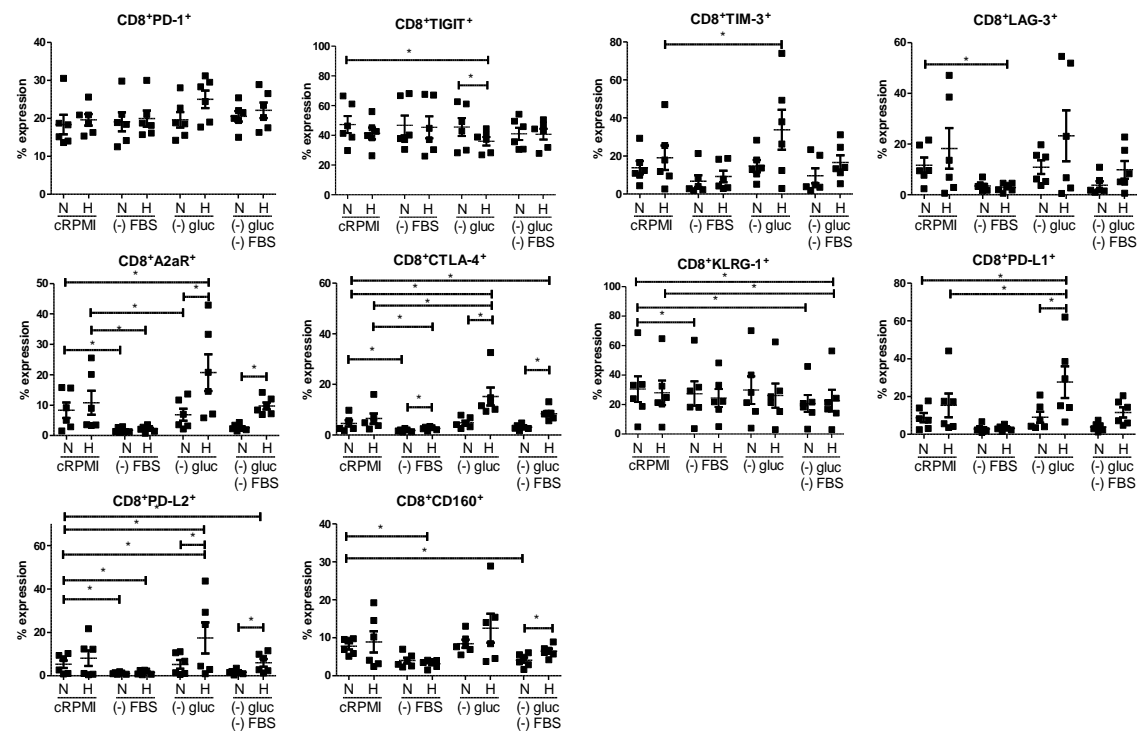 CD8+PD-1+
% expression
40
30
20
10
0
N H N H N H N H
cRPMI (-) FBS (-) gluc (-) gluc
(-) FBS
CD8+TIGIT+
% expression
100
80
60
40
20
0
* *
N H N H N H N H
cRPMI (-) FBS (-) gluc (-) gluc
(-) FBS
CD8+TIM-3+
% expression
80
60
40
20
0
*
N H N H N H N H
cRPMI (-) FBS (-) gluc (-) gluc
(-) FBS
CD8+LAG-3+
% expression
60
40
20
0
*
N H N H N H N H
cRPMI (-) FBS (-) gluc (-) gluc
(-) FBS
CD8+A2aR+
% expression
50
40
30
20
10
0
* * * * * *
N H N H N H N H
cRPMI (-) FBS (-) gluc (-) gluc
(-) FBS
CD8+CTLA-4+
% expression
60
40
20
0
* * * * * * * *
N H N H N H N H
cRPMI (-) FBS (-) gluc (-) gluc
(-) FBS
CD8+KLRG-1+
% expression
100
80
60
40
20
0
* * * *
N H N H N H N H
cRPMI (-) FBS (-) gluc (-) gluc
(-) FBS
CD8+PD-L1+
% expression
80
60
40
20
0
* * *
N H N H N H N H
cRPMI (-) FBS (-) gluc (-) gluc
(-) FBS
CD8+PD-L2+
% expression
60
40
20
0
* * * * * * *
N H N H N H N H
cRPMI (-) FBS (-) gluc (-) gluc
(-) FBS
CD8+CD160+
% expression
40
30
20
10
0
* * *
N H N H N H N H
cRPMI (-) FBS (-) gluc (-) gluc
(-) FBS